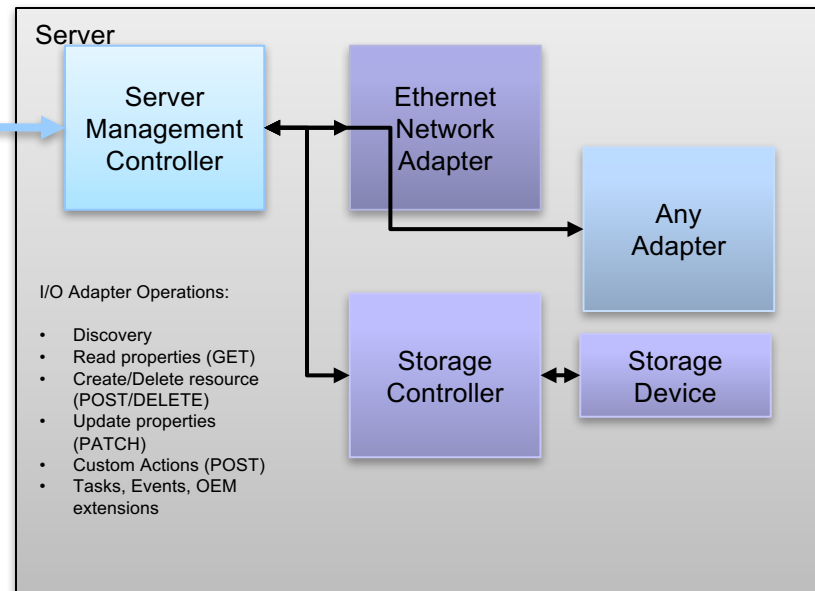 Server
Server
Management
Controller
Ethernet
Network
Adapter
Any
Adapter
I/O Adapter Operations:
• Discovery
• Read properties (GET)
• Create/Delete resource
(POST/DELETE)
• Update properties
(PATCH)
• Custom Actions (POST)
• Tasks, Events, OEM
extensions
Storage
Controller
Storage
Device